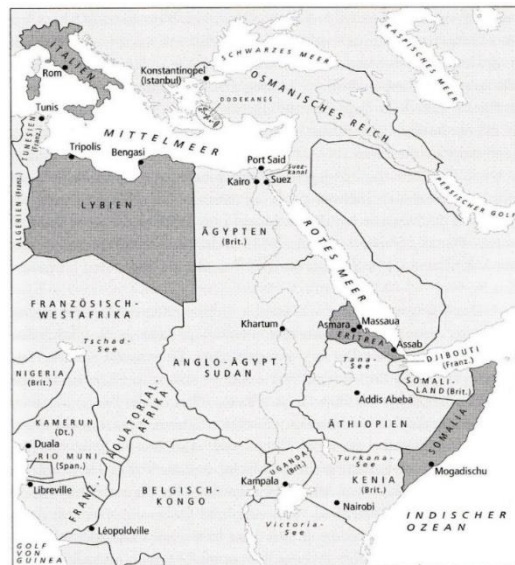 SCHWARZES MEER
KASPISCHES MEER
ITALIEN
Rom
Konstantinopel
(Istanbul)
OSMANISCHES REICH
DODEKANES
Tunis
TUNESIEN
(Franz.)
MITTELMEER
Tripolis
Bengasi
Port Said
Suez-
kanal
Kairo
Suez
PERSISCHER GOLF
ALGERIEN (Franz.)
LYBIEN
ÄGYPTEN
(Brit.)
ROTES MEER
FRANZÖSISCH-
WESTAFRIKA
Tschad-
See
Khartum
Asmara
Massaua
ERITREA
Assab
ANGLO-ÄGYPT.
SUDAN
Tana-
See
DJIBOUTI
(Franz.)
NIGERIA
(Brit.)
SOMALI-
LAND (Brit.)
Addis Abeba
ÄTHIOPIEN
KAMERUN
(Dt.)
Duala
RIO MUNI
(Span.)
FRANZ.-
ÄQUATORIAL-
AFRIKA
SOMALIA
UGANDA
(Brit.)
Turkana-
See
Mogadischu
Libreville
BELGISCH-
KONGO
Kampala
KENIA
(Brit.)
Nairobi
Victoria-
See
INDISCHER
OZEAN
Léopoldville
GOLF
VON
GUINEA